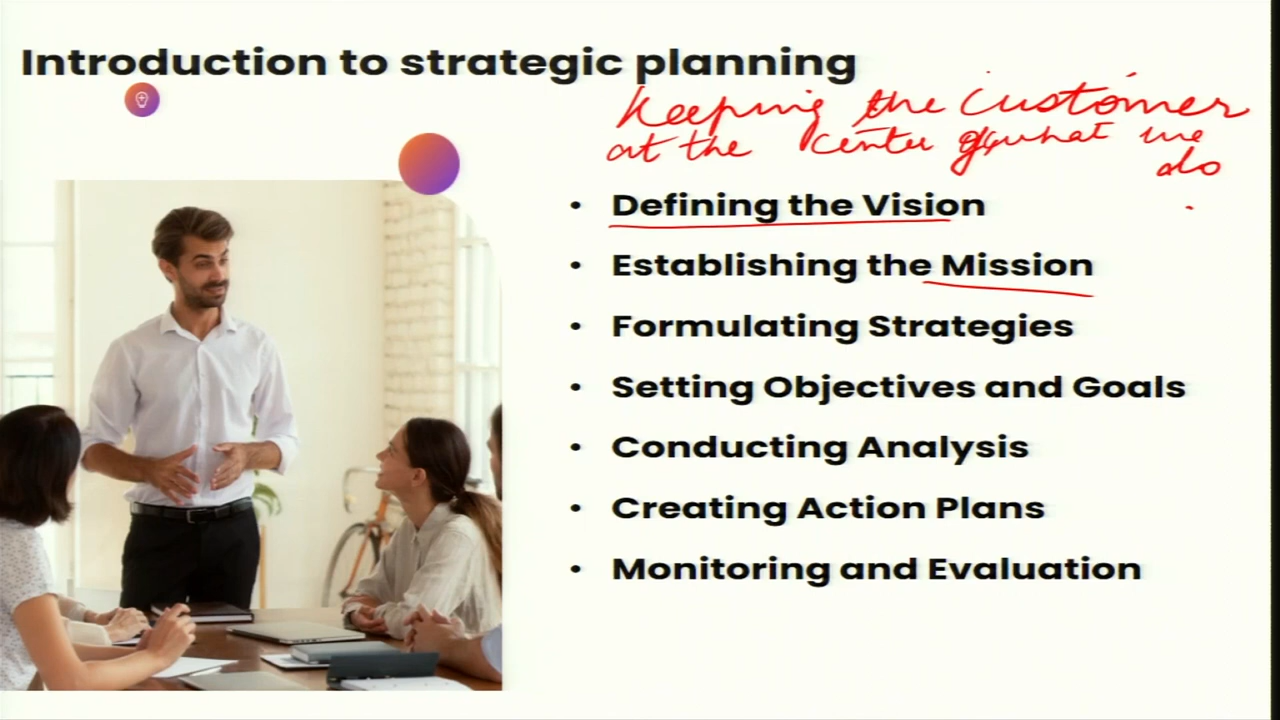 Introduction to strategic planning
Keeping the customer
at the center of what we
do
• Defining the Vision
• Establishing the Mission
• Formulating Strategies
• Setting Objectives and Goals
• Conducting Analysis
• Creating Action Plans
• Monitoring and Evaluation